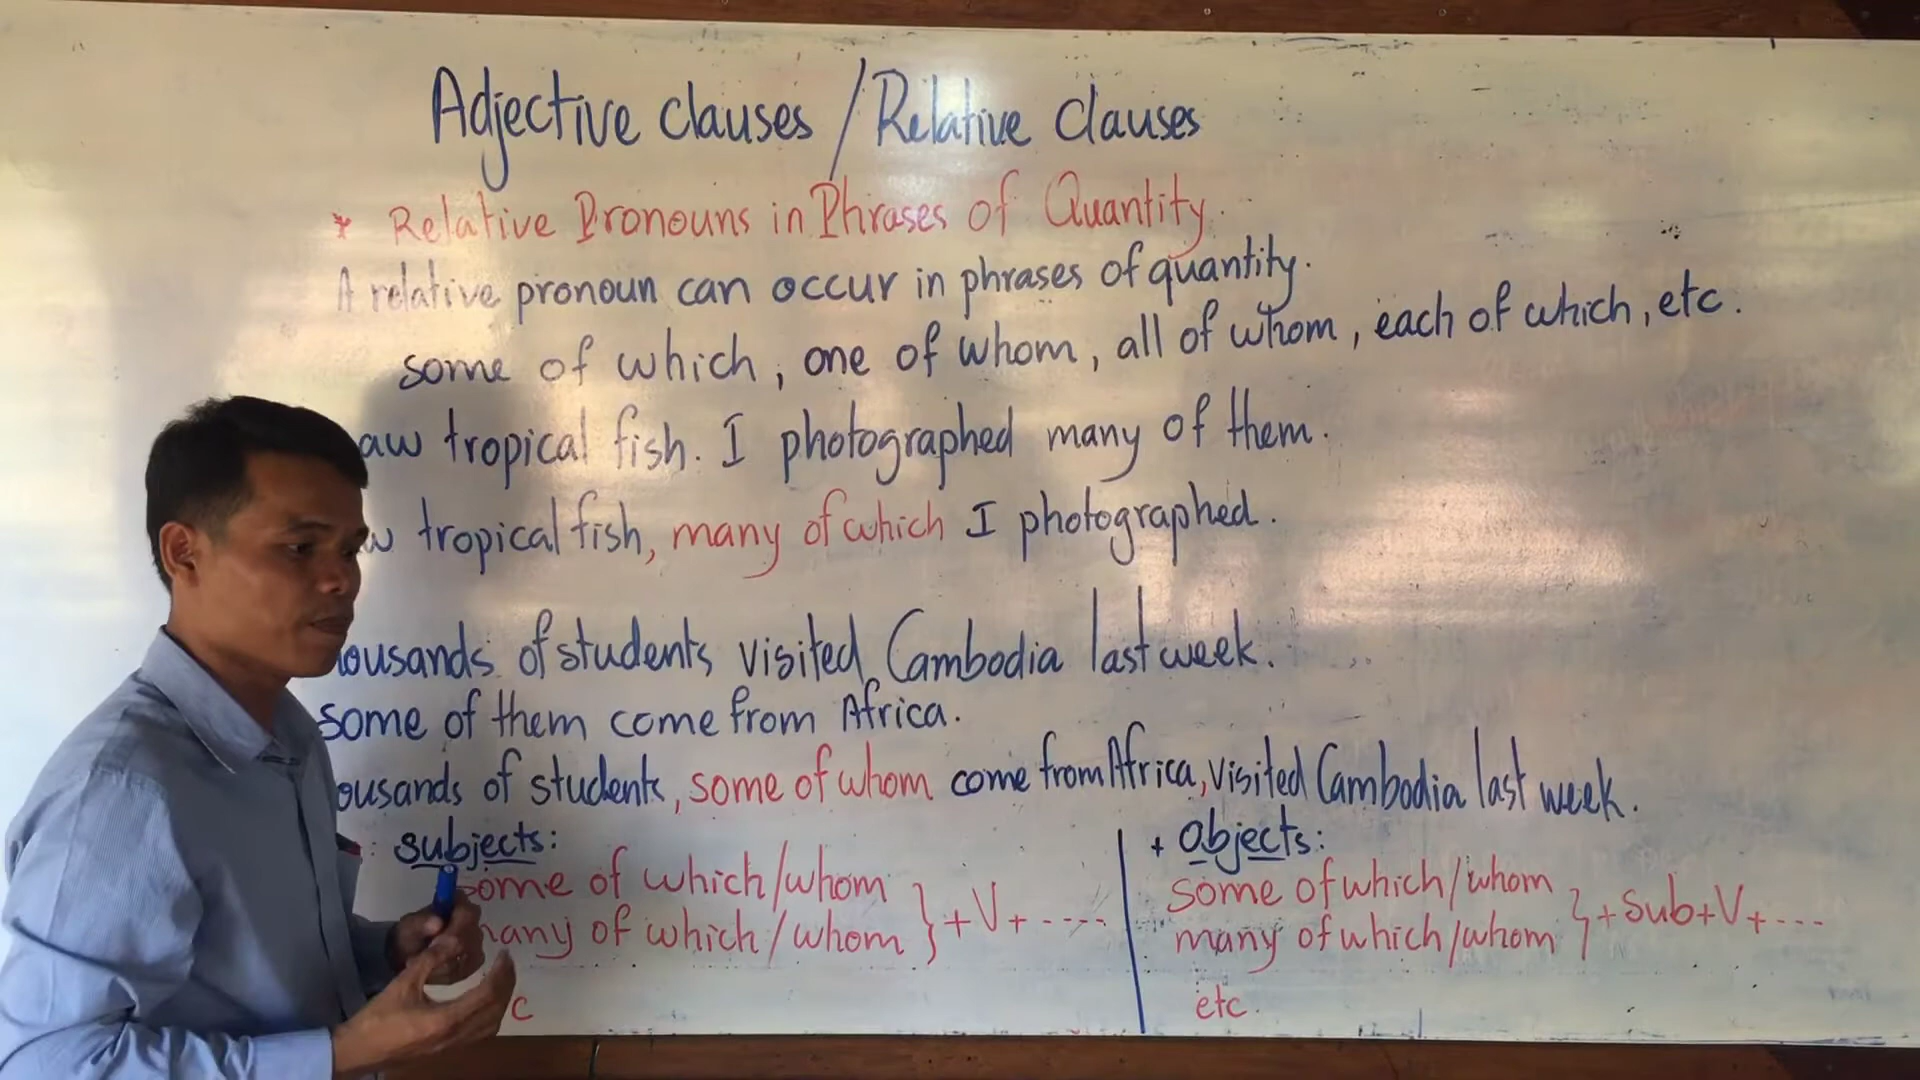 Adjective clauses / Relative clauses
* Relative Pronouns in Phrases of Quantity.
A relative pronoun can occur in phrases of quantity.
some of which, one of whom, all of whom, each of which, etc.
tropical fish. I photographed many of them.
tropical fish, many of which I photographed.
of students visited Cambodia last week.
some of them come from Africa.
of students, some of whom come from Africa, visited Cambodia last week.
subjects:
some of which/whom
many of which/whom } + V + ....
+ Objects:
some of which/whom
many of which/whom } + sub + V + ....
etc.